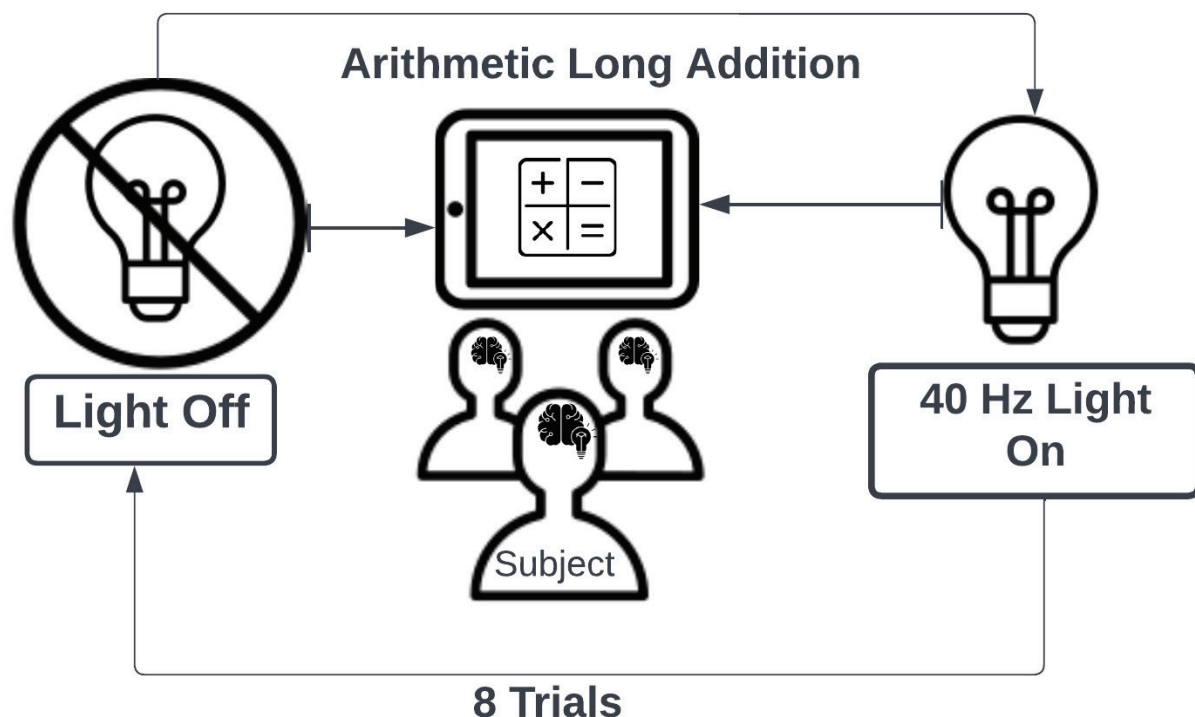 Arithmetic Long Addition
+ −
× =
Light Off
40 Hz Light
On
Subject
8 Trials